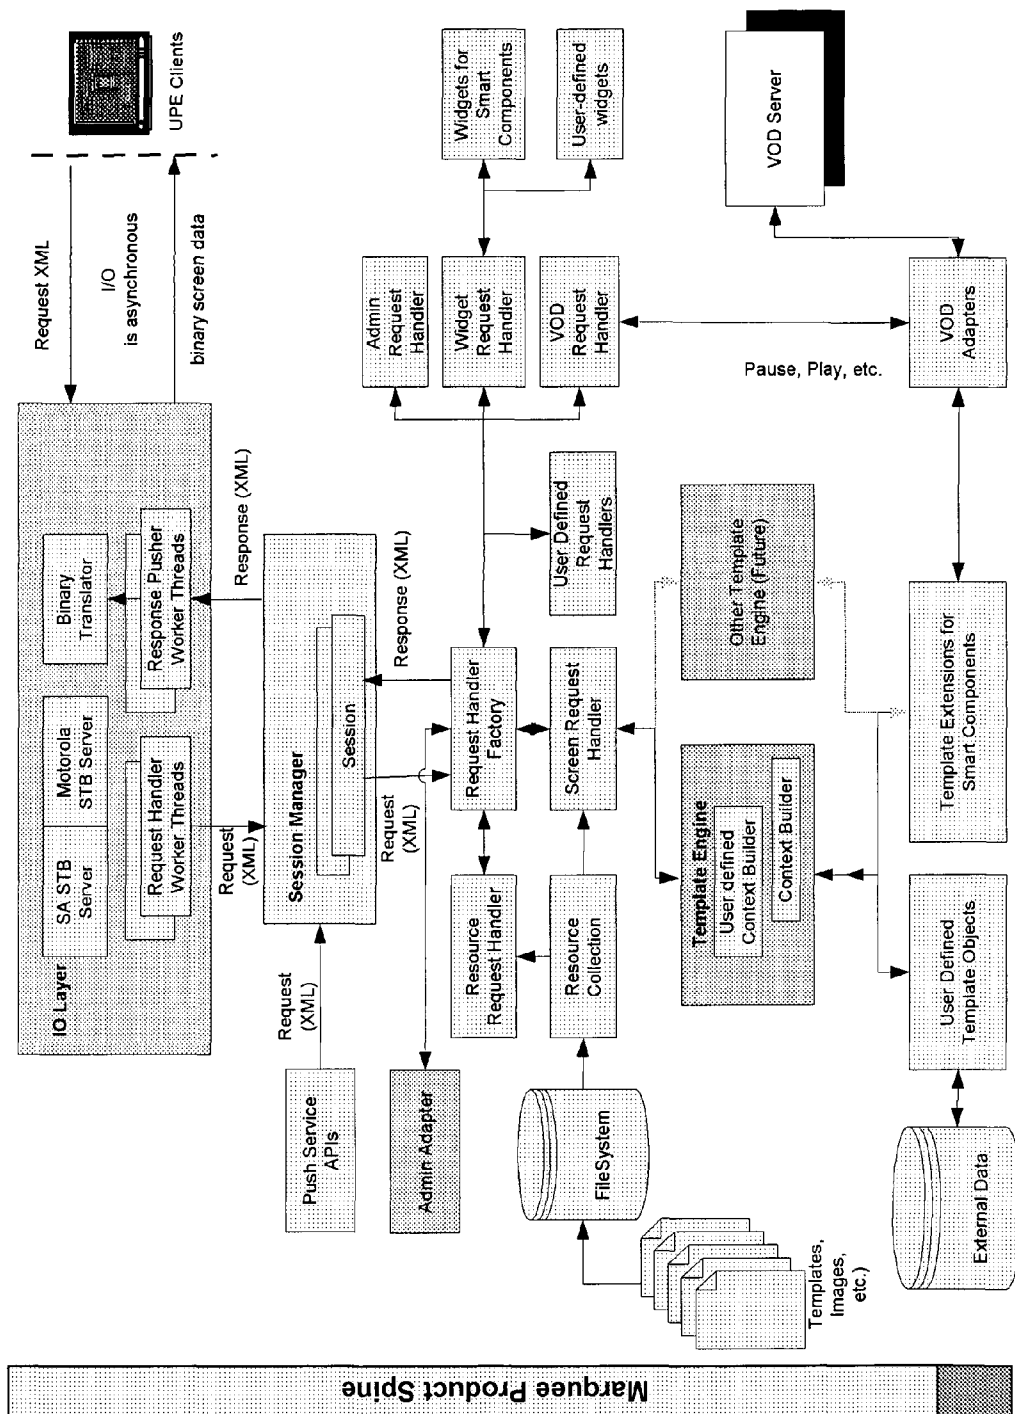 Marquee Product Spine
UPE Clients
Request XML
I/O
is asynchronous
binary screen data
IO Layer
SA STB
Server
Motorola
STB Server
Binary
Translator
Request Handler
Worker Threads
Response Pusher
Worker Threads
Request
(XML)
Response (XML)
Push Service
APIs
Request
(XML)
Session Manager
Session
Request
(XML)
Response (XML)
Admin Adapter
Admin
Request
Handler
Widget
Request
Handler
VOD
Request
Handler
Widgets for
Smart
Components
User-defined
widgets
Resource
Request Handler
Request Handler
Factory
User Defined
Request
Handlers
FileSystem
Resource
Collection
Screen Request
Handler
Templates,
Images,
etc.)
Template Engine
User defined
Context Builder
Context Builder
Other Template
Engine (Future)
Pause, Play, etc.
VOD Server
External Data
User Defined
Template Objects
Template Extensions for
Smart Components
VOD
Adapters